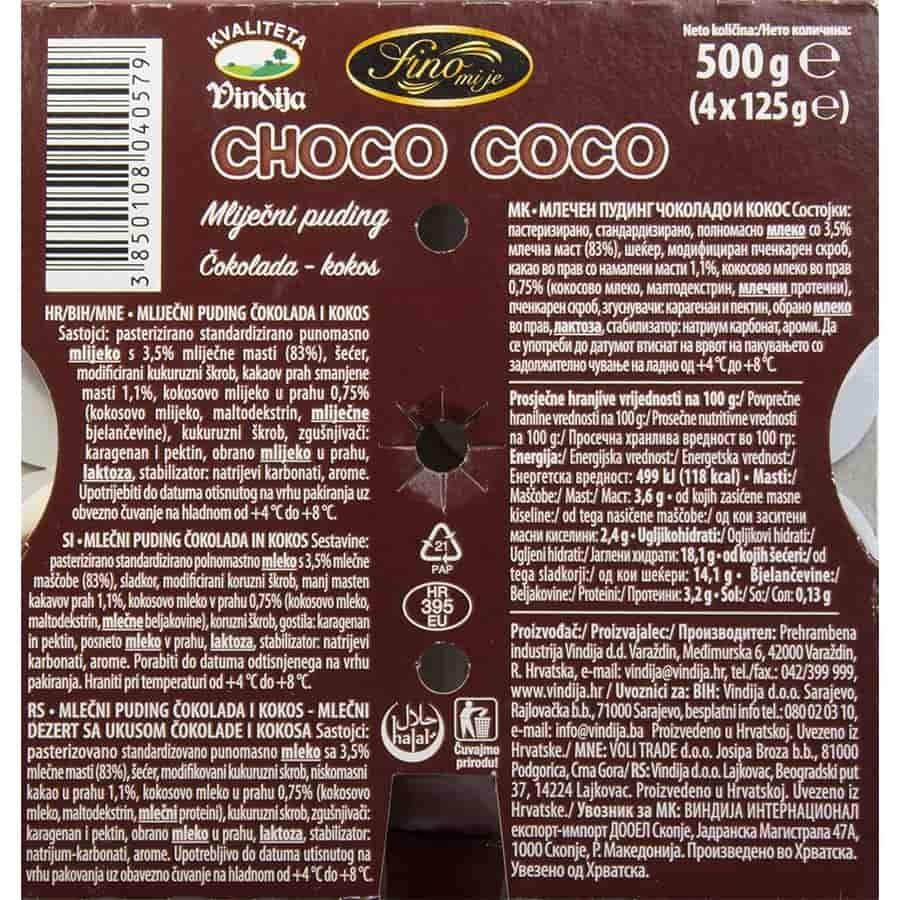 3 850108 040579
KVALITETA
Vindija
fino
mi je
Neto količina:/Нето количина:
500 g e
(4 x 125 g e)
CHOCO COCO
Mliječni puding
Čokolada - kokos
HR/BIH/MNE • MLIJEČNI PUDING ČOKOLADA I KOKOS
Sastojci: pasterizirano standardizirano punomasno
mlijeko s 3,5% mliječne masti (83%), šećer,
modificirani kukuruzni škrob, kakaov prah smanjene
masti 1,1%, kokosovo mlijeko u prahu 0,75%
(kokosovo mlijeko, maltodekstrin, mliječne
bjelančevine), kukuruzni škrob, zgušnjivači:
karagenan i pektin, obrano mlijeko u prahu,
laktoza, stabilizator: natrijevi karbonati, arome.
Upotrijebiti do datuma otisnutog na vrhu pakiranja uz
obvezno čuvanje na hladnom od +4 °C do +8 °C.
SI • MLEČNI PUDING ČOKOLADA IN KOKOS Sestavine:
pasterizirano standardizirano polnomastno mleko s 3,5% mlečne
maščobe (83%), sladkor, modificirani koruzni škrob, manj masten
kakavov prah 1,1%, kokosovo mleko v prahu 0,75% (kokosovo mleko,
maltodekstrin, mlečne beljakovine), koruzni škrob, gostila: karagenan
in pektin, posneto mleko v prahu, laktoza, stabilizator: natrijevi
karbonati, arome. Porabiti do datuma odtisnjenega na vrhu
pakiranja. Hraniti pri temperaturi od +4 °C do +8 °C.
RS • MLEČNI PUDING ČOKOLADA I KOKOS - MLEČNI
DEZERT SA UKUSOM ČOKOLADE I KOKOSA Sastojci:
pasterizovano standardizovano punomasno mleko sa 3,5%
mlečne masti (83%), šećer, modifikovani kukuruzni skrob, niskomasni
kakao u prahu 1,1%, kokosovo mleko u prahu 0,75% (kokosovo
mleko, maltodekstrin, mlečni proteini), kukuruzni skrob, zgušnjivači:
karagenan i pektin, obrano mleko u prahu, laktoza, stabilizator:
natrijum-karbonati, arome. Upotrebljivo do datuma utisnutog na
vrhu pakovanja uz obavezno čuvanje na hladnom od +4 °C do +8 °C.
21
PAP
HR
395
EU
حلال
halal
Čuvajmo
prirodu!
MK • МЛЕЧЕН ПУДИНГ ЧОКОЛАДО И КОКОС Состојки:
пастеризирано, стандардизирано, полномасно млеко со 3,5%
млечна маст (83%), шеќер, модифициран пченкарен скроб,
какао во прав со намалени масти 1,1%, кокосово млеко во прав
0,75% (кокосово млеко, малтодекстрин, млечни протеини),
пченкарен скроб, згуснувачи: карагенан и пектин, обрано млеко
во прав, лактоза, стабилизатор: натриум карбонат, ароми. Да
се употреби до датумот втиснат на врвот на пакувањето со
задолжително чување на ладно од +4 °C до +8 °C.
Prosječne hranjive vrijednosti na 100 g:/ Povprečne
hranilne vrednosti na 100 g:/ Prosečne nutritivne vrednosti
na 100 g:/ Просечна хранлива вредност во 100 гр:
Energija:/ Energijska vrednost:/ Energetska vrednost:/
Енергетска вредност: 499 kJ (118 kcal) • Masti:/
Maščobe:/ Mast:/ Маст: 3,6 g • od kojih zasićene masne
kiseline:/ od tega nasičene maščobe:/ од кои заситени
масни киселини: 2,4 g • Ugljikohidrati:/ Ogljikovi hidrati:/
Ugljeni hidrati:/ Јаглени хидрати: 18,1 g • od kojih šećeri:/ od
tega sladkorji:/ од кои шеќери: 14,1 g • Bjelančevine:/
Beljakovine:/ Proteini:/ Протеини: 3,2 g • Sol:/ So:/ Сол: 0,13 g
Proizvođač:/ Proizvajalec:/ Производител: Prehrambena
industrija Vindija d.d. Varaždin, Međimurska 6, 42000 Varaždin,
R. Hrvatska, e-mail: vindija@vindija.hr, tel./fax.: 042/399 999,
www.vindija.hr / Uvoznici za: BIH: Vindija d.o.o. Sarajevo,
Rajlovačka b.b., 71000 Sarajevo, besplatni info tel.: 080 02 03 10,
e-mail: info@vindija.ba Proizvedeno u Hrvatskoj. Uvezeno iz
Hrvatske./ MNE: VOLI TRADE d.o.o. Josipa Broza b.b., 81000
Podgorica, Crna Gora/ RS: Vindija d.o.o. Lajkovac, Beogradski put
37, 14224 Lajkovac. Proizvedeno u Hrvatskoj. Uvezeno iz
Hrvatske./ Увозник за МК: ВИНДИЈА ИНТЕРНАЦИОНАЛ
експорт-импорт ДООЕЛ Скопје, Јадранска Магистрала 47А,
1000 Скопје, Р. Македонија. Произведено во Хрватска.
Увезено од Хрватска.